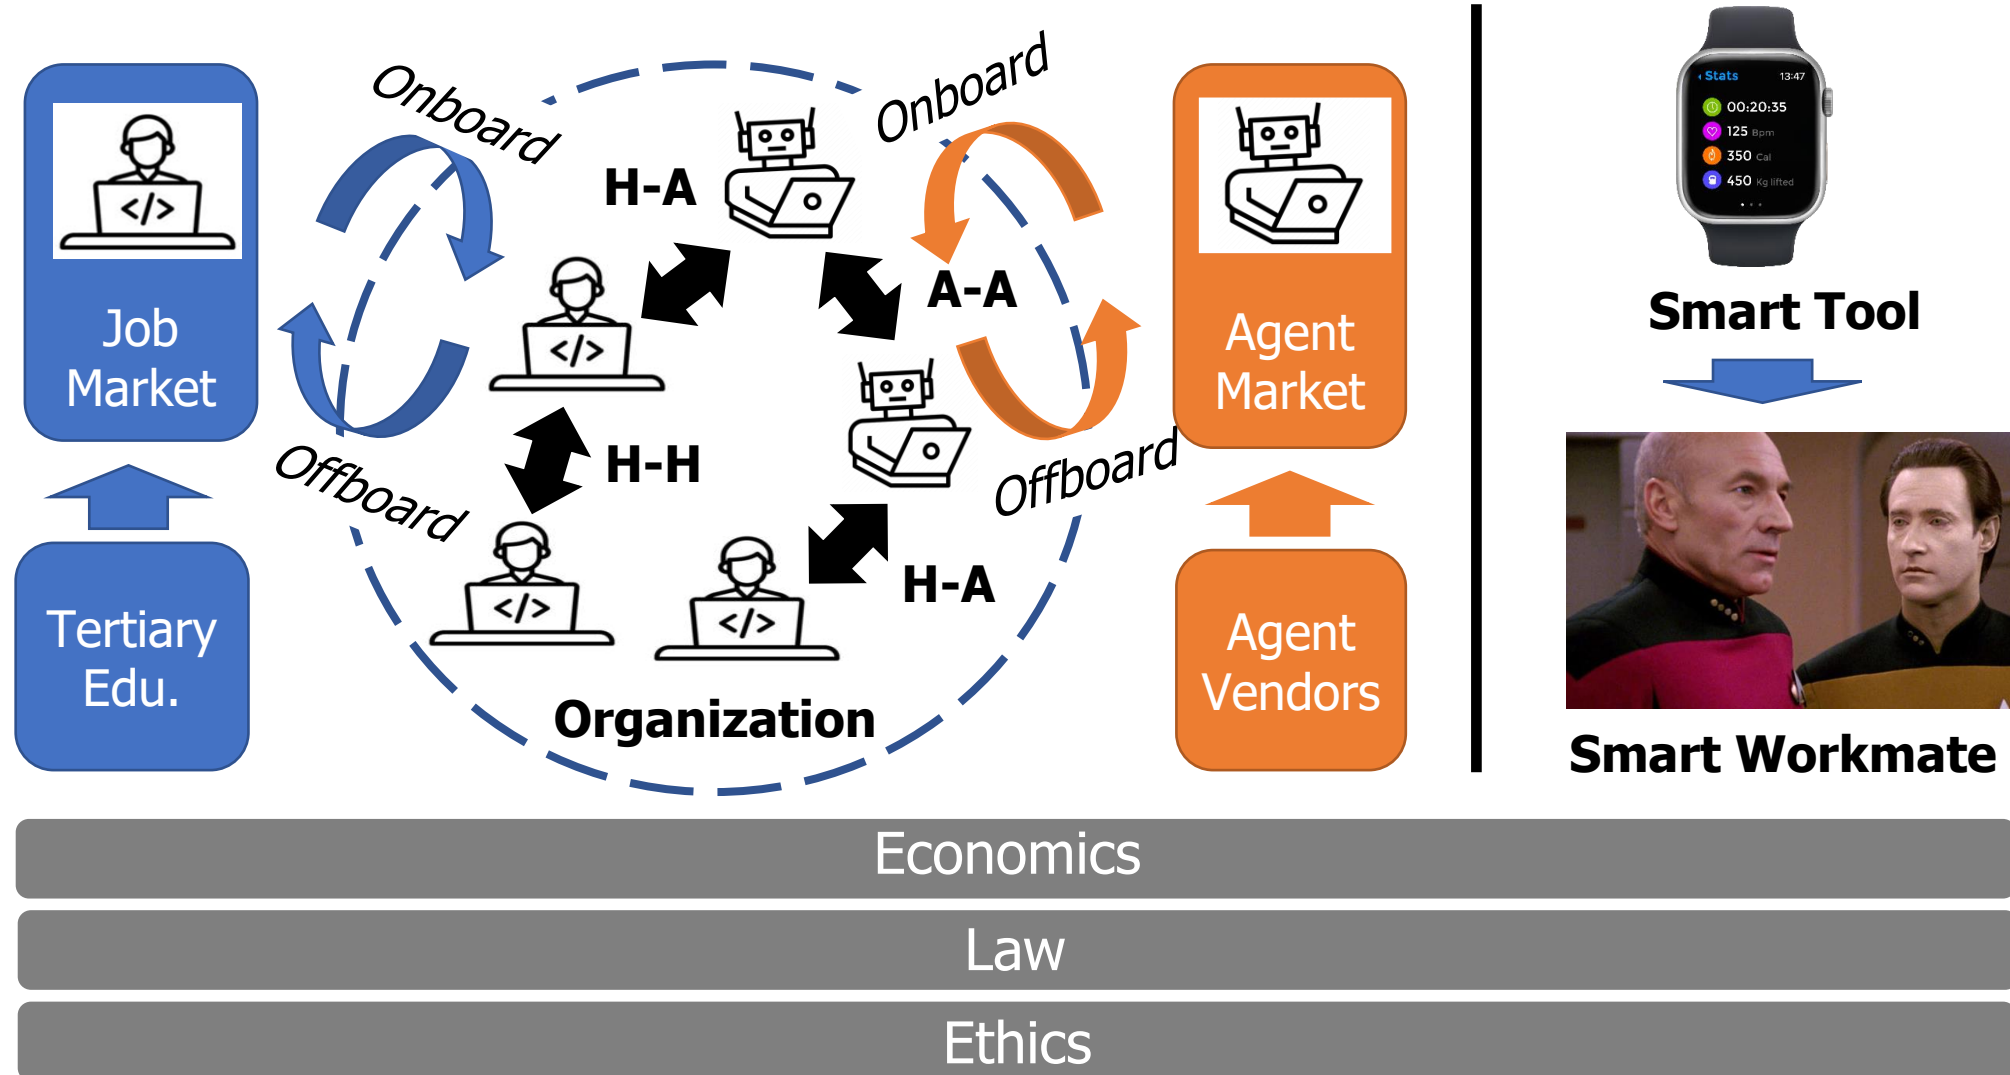 Job
Market
Tertiary
Edu.
Onboard
Offboard
H-A
</>
</>
H-H
</>
</>
A-A
H-A
Organization
Onboard
Offboard
Agent
Market
Agent
Vendors
Stats 13:47
00:20:35
125 Bpm
350 Cal
450 Kg lifted
Smart Tool
Smart Workmate
Economics
Law
Ethics